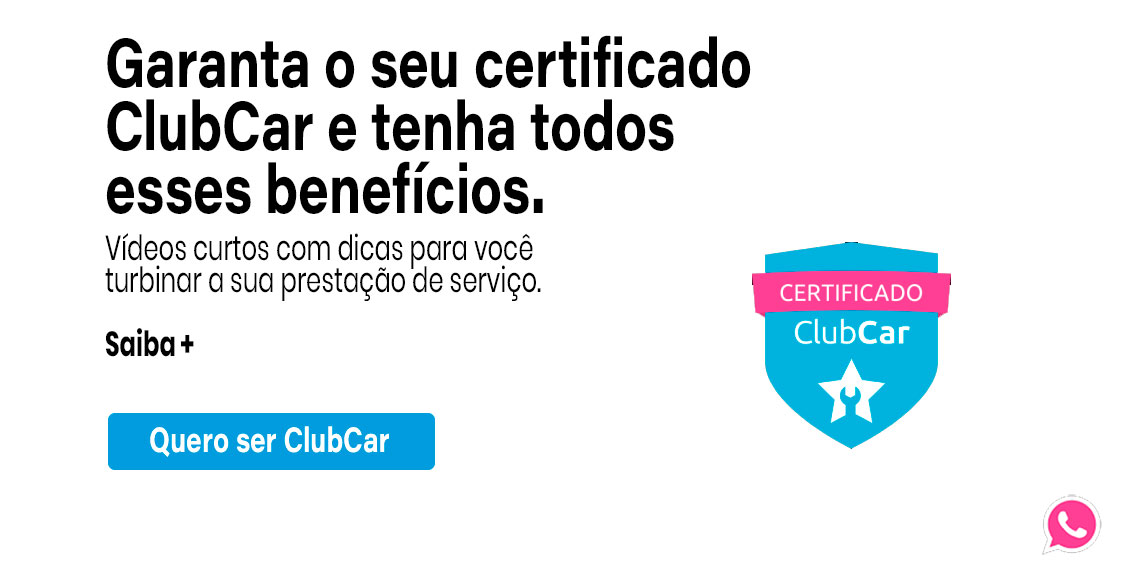 Garanta o seu certificado
ClubCar e tenha todos
esses benefícios.
Vídeos curtos com dicas para você
turbinar a sua prestação de serviço.
Saiba +
Quero ser ClubCar
CERTIFICADO
ClubCar